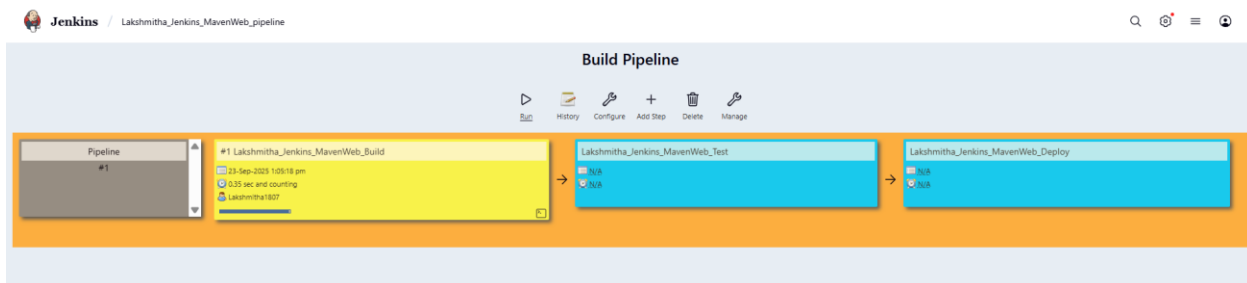 Jenkins / Lakshmitha_Jenkins_MavenWeb_pipeline
Build Pipeline
Run History Configure Add Step Delete Manage
Pipeline
#1
#1 Lakshmitha_Jenkins_MavenWeb_Build
23-Sep-2025 1:05:18 pm
0.35 sec and counting
Lakshmitha1807
Lakshmitha_Jenkins_MavenWeb_Test
N/A
N/A
Lakshmitha_Jenkins_MavenWeb_Deploy
N/A
N/A